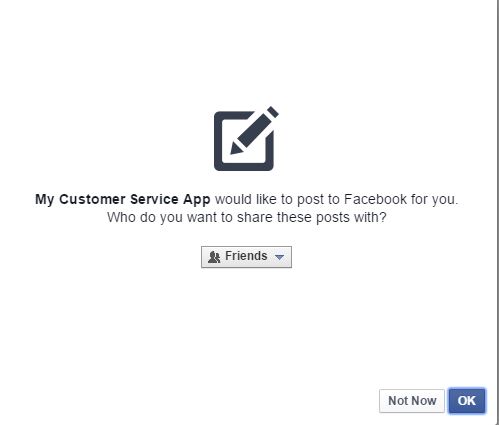 My Customer Service App would like to post to Facebook for you.
Who do you want to share these posts with?
Friends
Not Now
OK